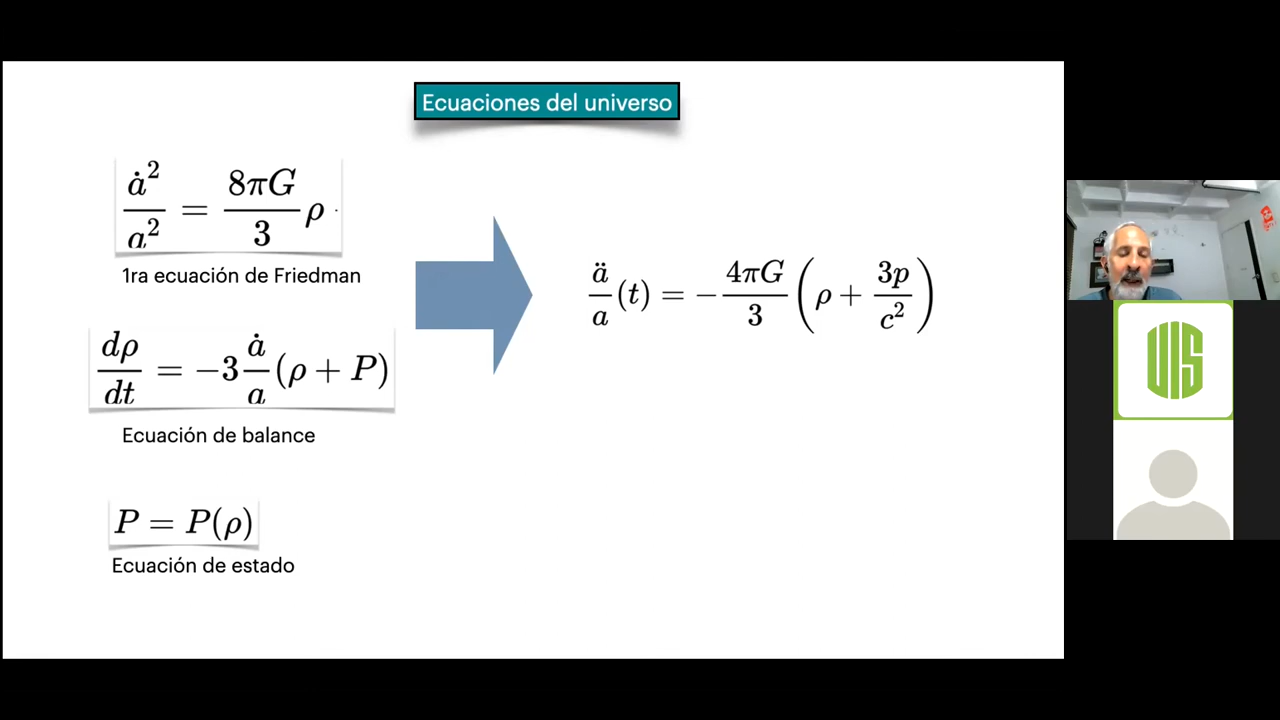 Ecuaciones del universo
ȧ²/a² = 8πG/3 ρ
1ra ecuación de Friedman
dρ/dt = −3 ȧ/a (ρ + P)
Ecuación de balance
P = P(ρ)
Ecuación de estado
ä/a (t) = − 4πG/3 (ρ + 3p/c²)
UIS